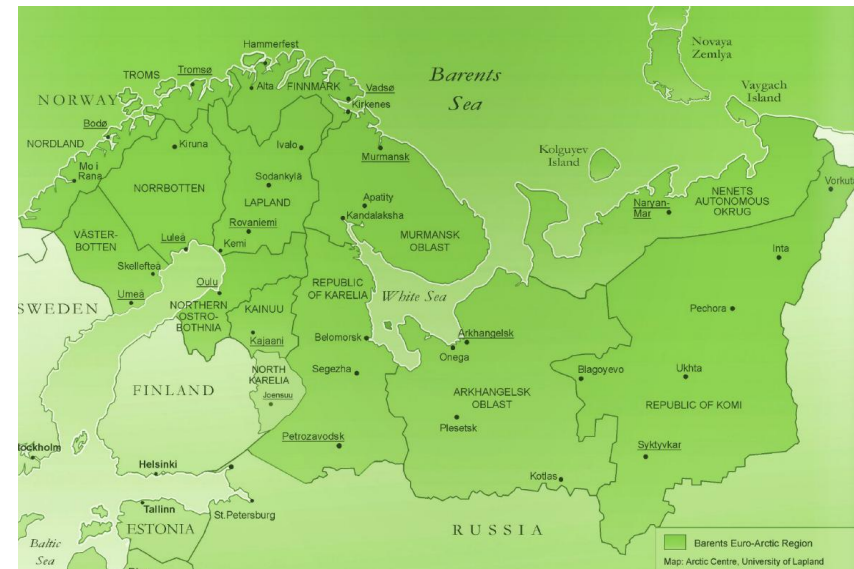 Hammerfest
Novaya
Zemlya
TROMS
Tromsø
Barents
Sea
Alta
FINNMARK
Vadsø
Vaygach
Island
NORWAY
Kirkenes
Bodø
NORDLAND
Kiruna
Ivalo
Murmansk
Kolguyev
Island
Mo i
Rana
NORRBOTTEN
Sodankylä
LAPLAND
Apatity
Kandalaksha
Naryan-
Mar
NENETS
AUTONOMOUS
OKRUG
Vorkuta
VÄSTER-
BOTTEN
Luleå
Rovaniemi
Kemi
MURMANSK
OBLAST
Inta
Skellefteå
Umeå
Oulu
REPUBLIC
OF KARELIA
White Sea
SWEDEN
NORTHERN
OSTRO-
BOTHNIA
KAINUU
Kajaani
Belomorsk
Arkhangelsk
Onega
Pechora
FINLAND
NORTH
KARELIA
Joensuu
Segezha
Blagoyevo
Ukhta
ARKHANGELSK
OBLAST
REPUBLIC OF KOMI
Plesetsk
Petrozavodsk
Syktyvkar
Stockholm
Helsinki
Kotlas
Tallinn
St.Petersburg
ESTONIA
RUSSIA
Baltic
Sea
Barents Euro-Arctic Region
Map: Arctic Centre, University of Lapland